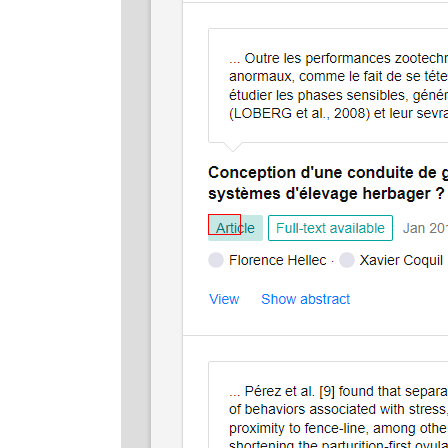 ... Outre les performances zootechn
anormaux, comme le fait de se téte
étudier les phases sensibles, génér
(LOBERG et al., 2008) et leur sevra
Conception d'une conduite de g
systèmes d'élevage herbager ?
Article Full-text available Jan 201
Florence Hellec · Xavier Coquil
View Show abstract
... Pérez et al. [9] found that separa
of behaviors associated with stress,
proximity to fence-line, among othe
shortening the parturition-first ovula